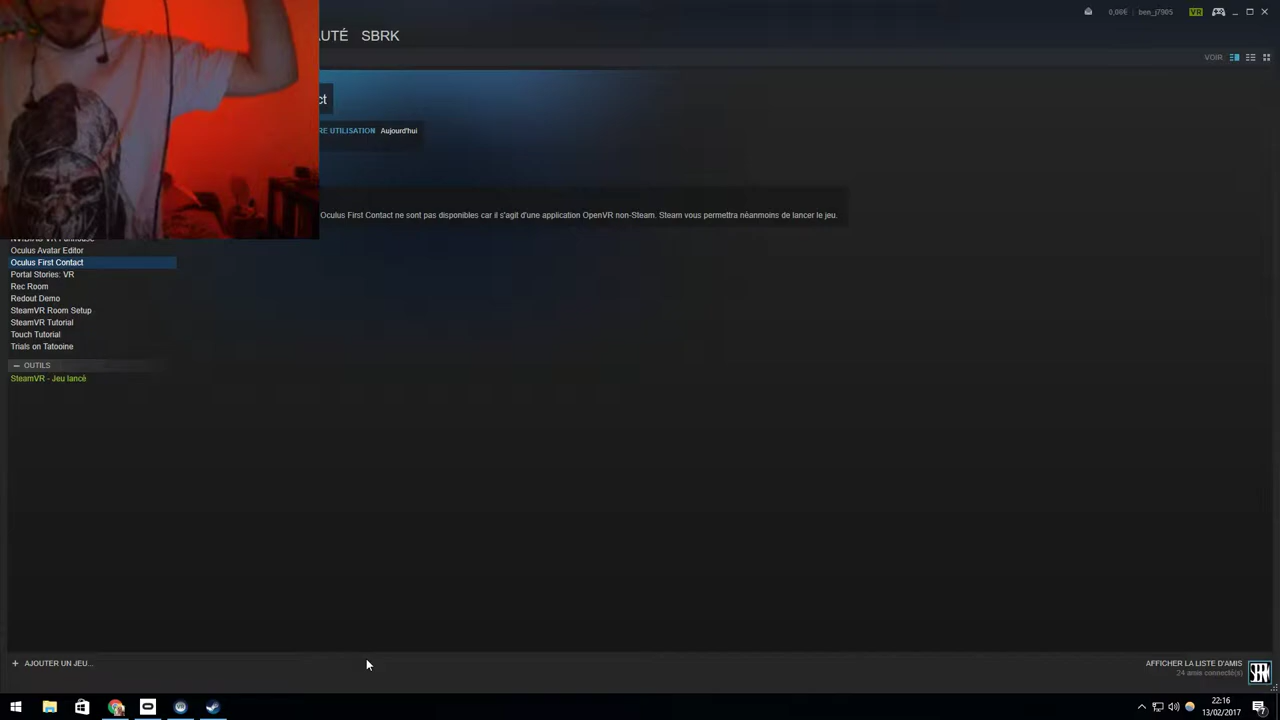 0,00€ ben_j7905 VR
AUTÉ SBRK
VOIR:
ct
RE UTILISATION Aujourd'hui
Oculus First Contact ne sont pas disponibles car il s'agit d'une application OpenVR non-Steam. Steam vous permettra néanmoins de lancer le jeu.
Oculus Avatar Editor
Oculus First Contact
Portal Stories: VR
Rec Room
Redout Demo
SteamVR Room Setup
SteamVR Tutorial
Touch Tutorial
Trials on Tatooine
— OUTILS
SteamVR - Jeu lancé
+ AJOUTER UN JEU...
AFFICHER LA LISTE D'AMIS
24 amis connecté(s)
22:16
13/02/2017